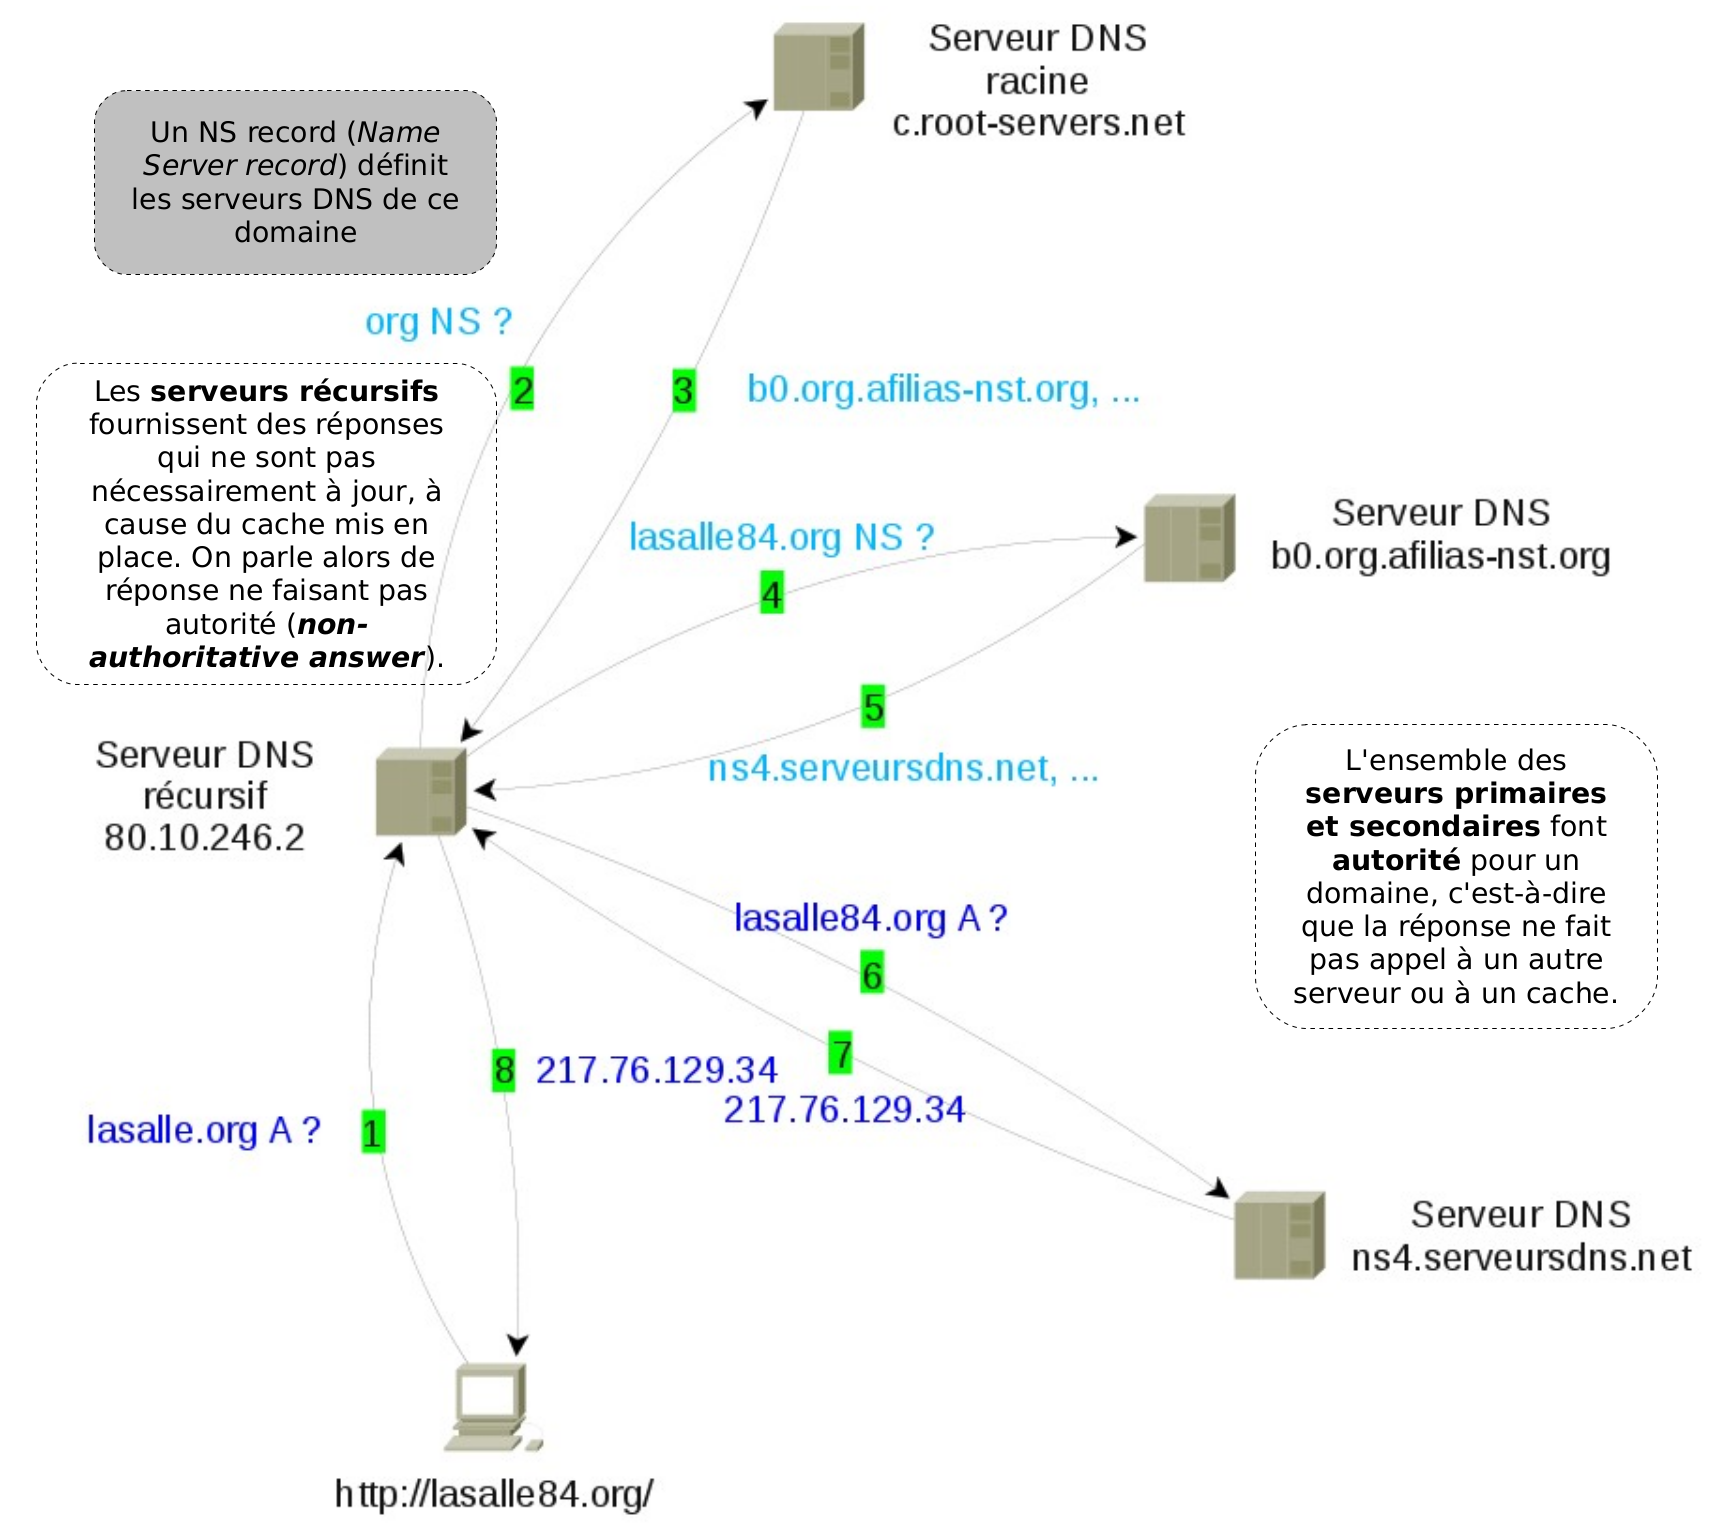 Serveur DNS
racine
c.root-servers.net
Un NS record (Name
Server record) définit
les serveurs DNS de ce
domaine
org NS ?
2
3
b0.org.afilias-nst.org, ...
Les serveurs récursifs
fournissent des réponses
qui ne sont pas
nécessairement à jour, à
cause du cache mis en
place. On parle alors de
réponse ne faisant pas
autorité (non-
authoritative answer).
lasalle84.org NS ?
4
Serveur DNS
b0.org.afilias-nst.org
5
ns4.serveursdns.net, ...
Serveur DNS
récursif
80.10.246.2
L'ensemble des
serveurs primaires
et secondaires font
autorité pour un
domaine, c'est-à-dire
que la réponse ne fait
pas appel à un autre
serveur ou à un cache.
lasalle84.org A ?
6
7
217.76.129.34
8
217.76.129.34
lasalle.org A ?
1
Serveur DNS
ns4.serveursdns.net
http://lasalle84.org/